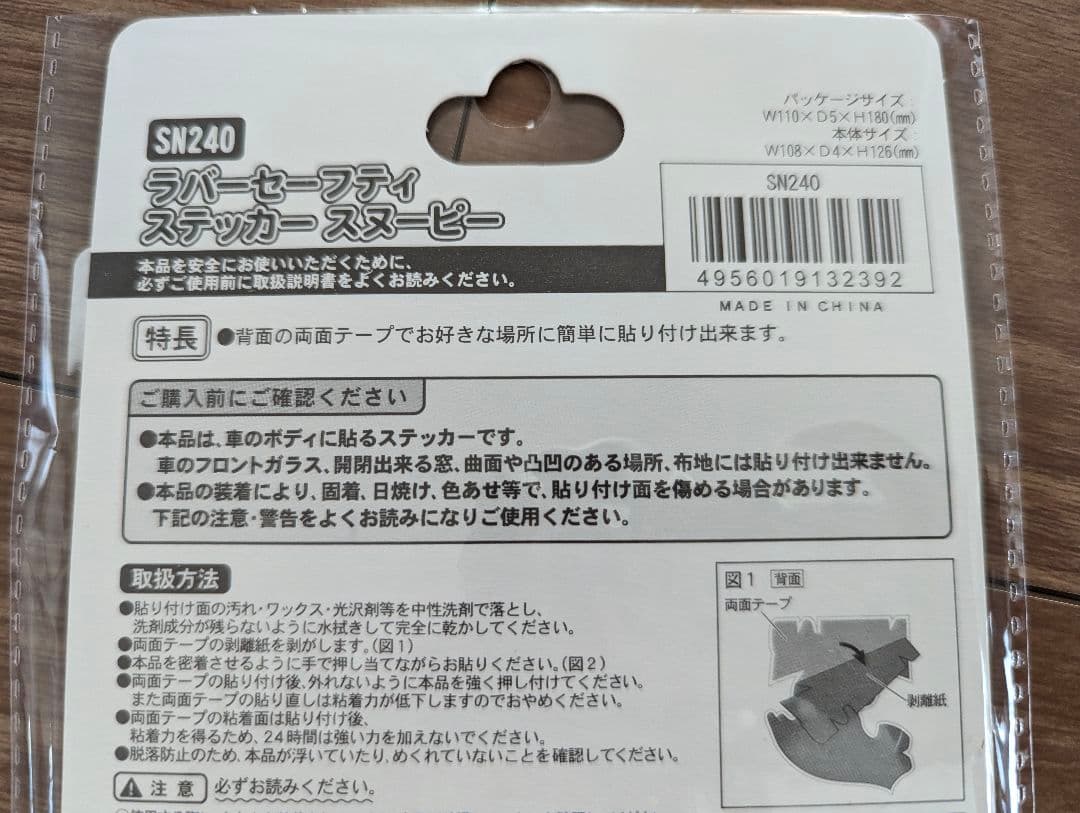 SN240
ラバーセーフティ
ステッカー スヌーピー
パッケージサイズ:
W110×D5×H180(㎜)
本体サイズ:
W108×D4×H126(㎜)
SN240
4956019132392
MADE IN CHINA
本品を安全にお使いいただくために、
必ずご使用前に取扱説明書をよくお読みください。
特長 ●背面の両面テープでお好きな場所に簡単に貼り付け出来ます。
ご購入前にご確認ください
●本品は、車のボディに貼るステッカーです。
車のフロントガラス、開閉出来る窓、曲面や凸凹のある場所、布地には貼り付け出来ません。
●本品の装着により、固着、日焼け、色あせ等で、貼り付け面を傷める場合があります。
下記の注意・警告をよくお読みになりご使用ください。
取扱方法
●貼り付け面の汚れ・ワックス・光沢剤等を中性洗剤で落とし、
洗剤成分が残らないように水拭きして完全に乾かしてください。
●両面テープの剥離紙を剥がします。(図1)
●本品を密着させるように手で押し当てながらお貼りください。(図2)
●両面テープの貼り付け後、外れないように本品を強く押し付けてください。
また両面テープの貼り直しは粘着力が低下しますのでおやめください。
●両面テープの粘着面は貼り付け後、
粘着力を得るため、24時間は強い力を加えないでください。
●脱落防止のため、本品が浮いていたり、めくれていないことを確認してください。
図1 背面
両面テープ
剥離紙
注意 必ずお読みください。